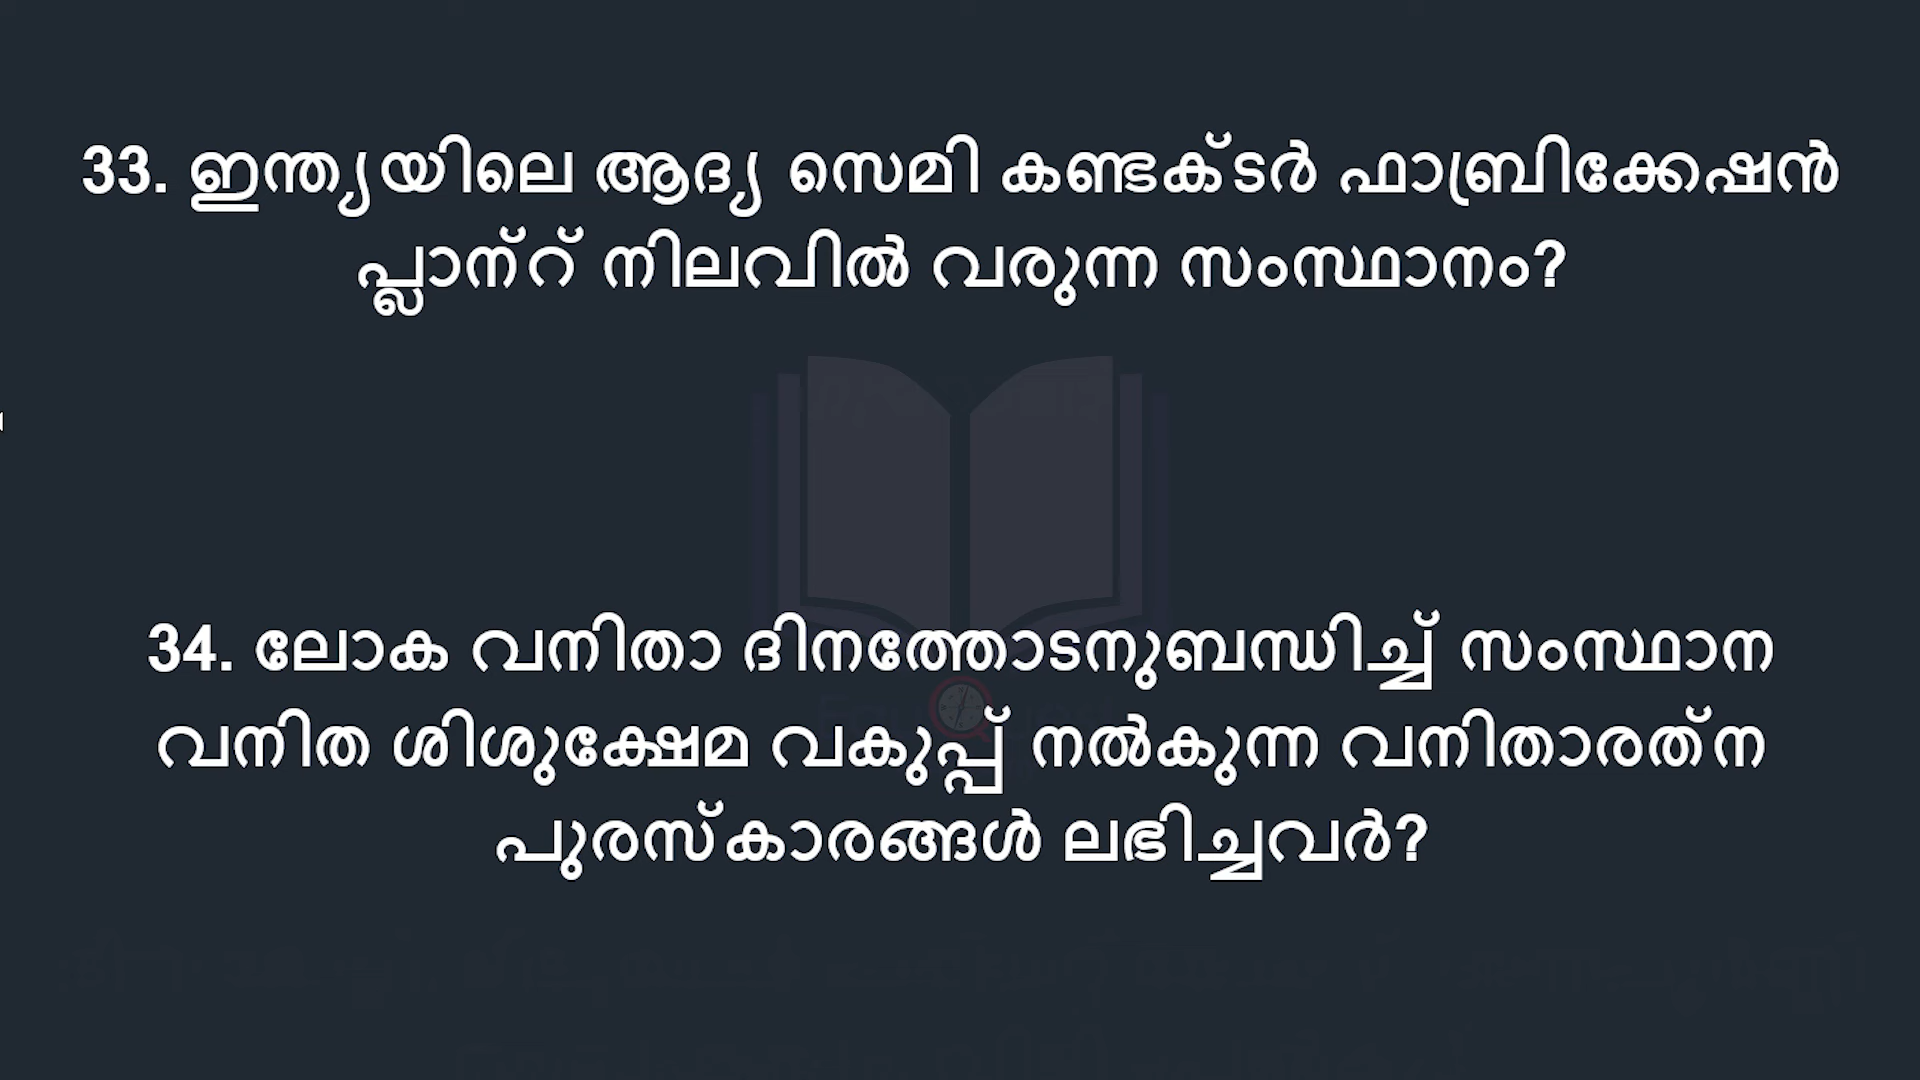 33. ഇന്ത്യയിലെ ആദ്യ സെമി കണ്ടക്ടർ ഫാബ്രിക്കേഷൻ
പ്ലാന്റ് നിലവിൽ വരുന്ന സംസ്ഥാനം?
34. ലോക വനിതാ ദിനത്തോടനുബന്ധിച്ച് സംസ്ഥാന
വനിത ശിശുക്ഷേമ വകുപ്പ് നൽകുന്ന വനിതാരത്ന
പുരസ്കാരങ്ങൾ ലഭിച്ചവർ?